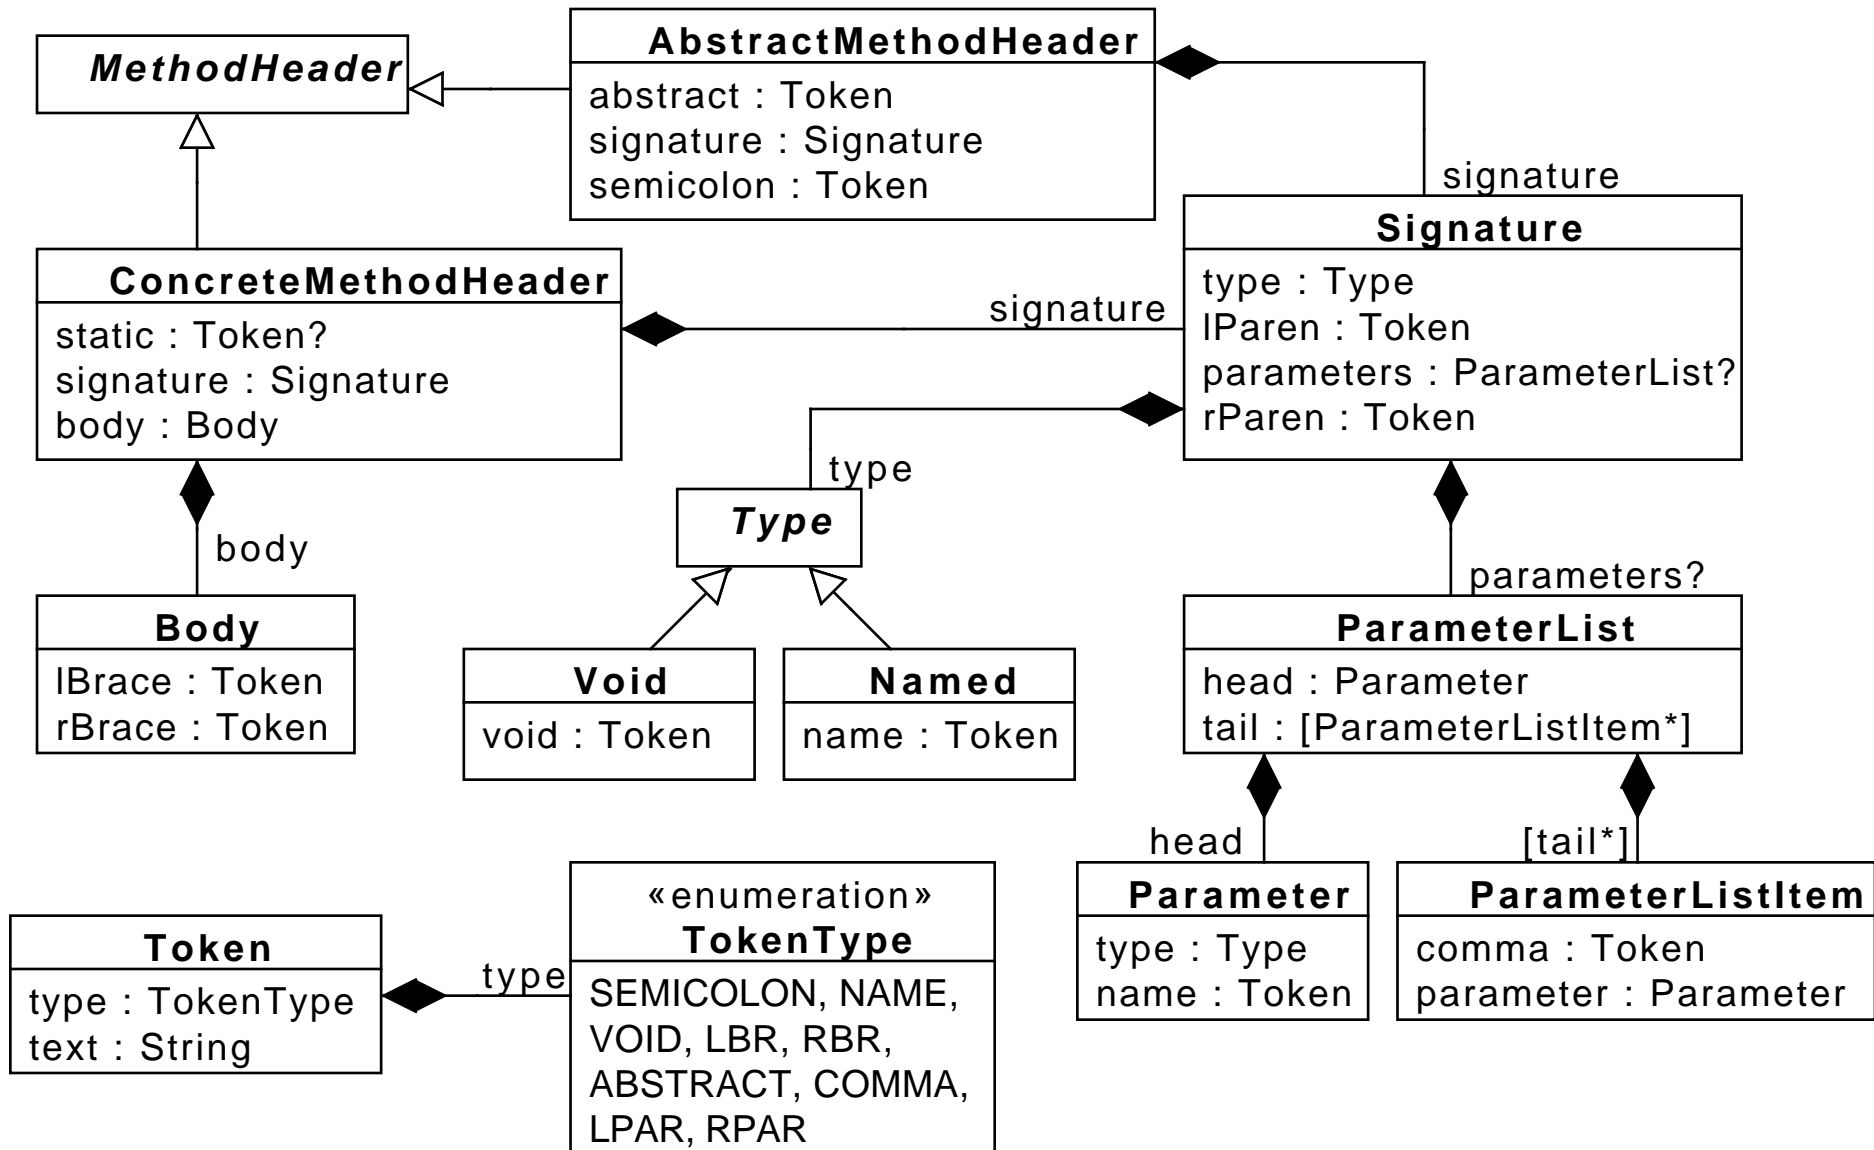 MethodHeader
AbstractMethodHeader
abstract : Token
signature : Signature
semicolon : Token
signature
Signature
type : Type
lParen : Token
parameters : ParameterList?
rParen : Token
ConcreteMethodHeader
static : Token?
signature : Signature
body : Body
signature
type
Type
body
Body
lBrace : Token
rBrace : Token
Void
void : Token
Named
name : Token
parameters?
ParameterList
head : Parameter
tail : [ParameterListItem*]
head
[tail*]
Parameter
type : Type
name : Token
ParameterListItem
comma : Token
parameter : Parameter
Token
type : TokenType
text : String
type
«enumeration»
TokenType
SEMICOLON, NAME,
VOID, LBR, RBR,
ABSTRACT, COMMA,
LPAR, RPAR